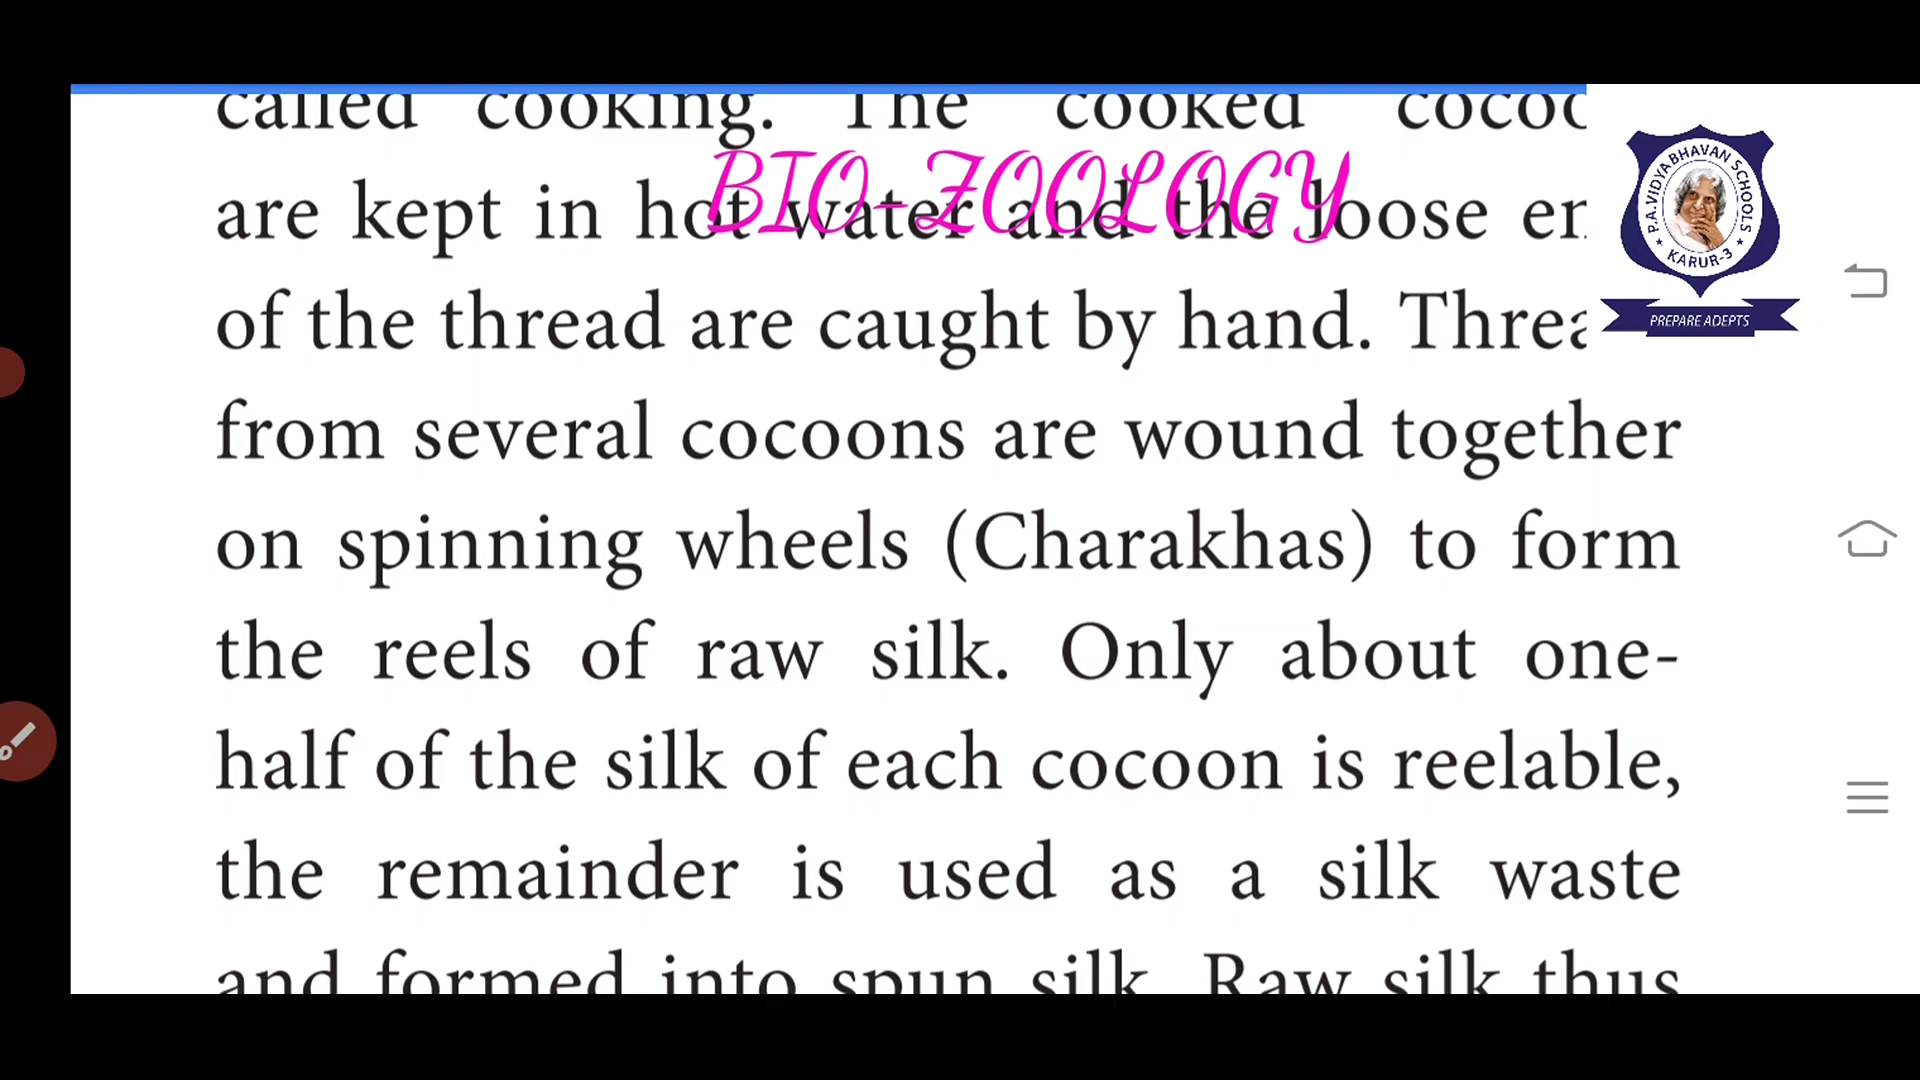 called cooking. The cooked
BIO-ZOOLOGY
are kept in hot water and the loose
of the thread are caught by hand.
from several cocoons are wound together
on spinning wheels (Charakhas) to form
the reels of raw silk. Only about one-
half of the silk of each cocoon is reelable,
the remainder is used as a silk waste
and formed into spun silk. Raw silk thus
P.A.VIDYA BHAVAN SCHOOLS
★ KARUR-3 ★
PREPARE ADEPTS